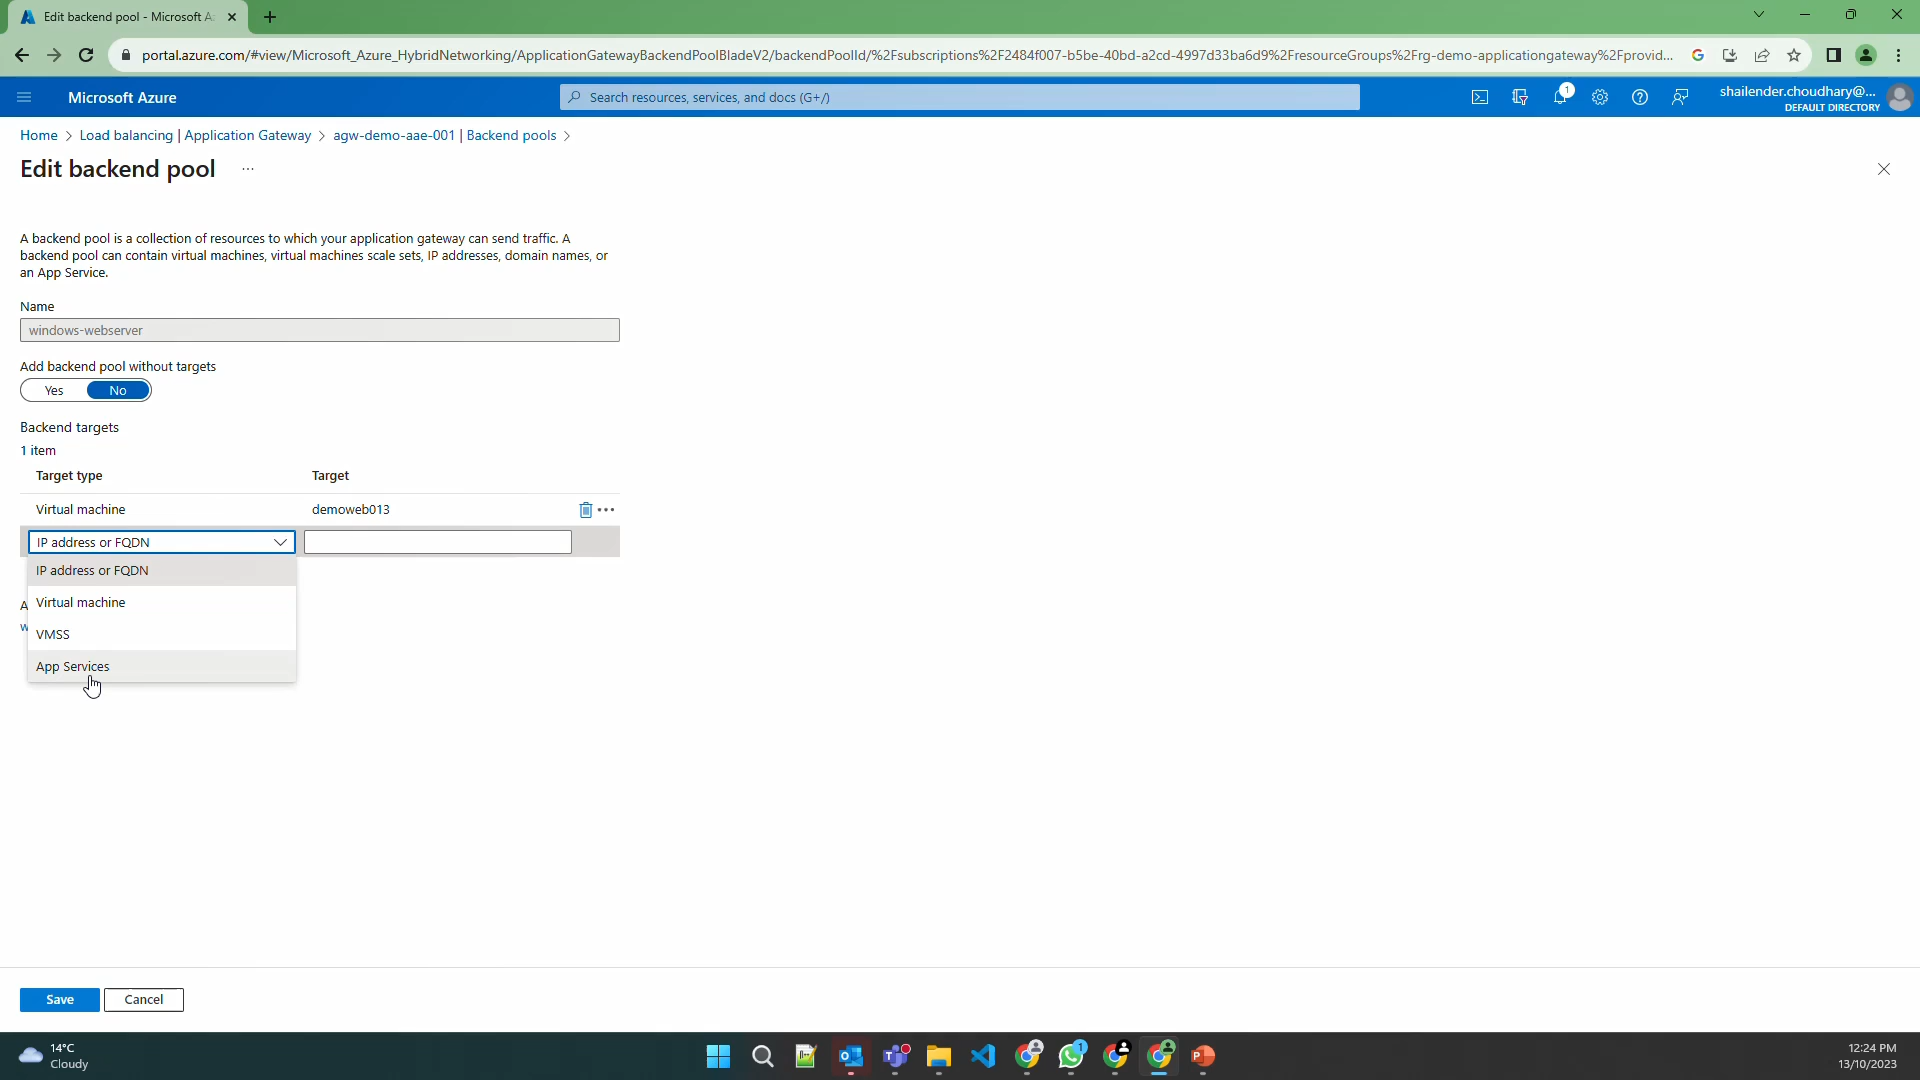 Edit backend pool - Microsoft A
portal.azure.com/#view/Microsoft_Azure_HybridNetworking/ApplicationGatewayBackendPoolBladeV2/backendPoolId/%2Fsubscriptions%2F2484f007-b5be-40bd-a2cd-4997d33ba6d9%2FresourceGroups%2Frg-demo-applicationgateway%2Fprovid...
Microsoft Azure
Search resources, services, and docs (G+/)
1
shailender.choudhary@...
DEFAULT DIRECTORY
Home > Load balancing | Application Gateway > agw-demo-aae-001 | Backend pools >
Edit backend pool ...
A backend pool is a collection of resources to which your application gateway can send traffic. A
backend pool can contain virtual machines, virtual machines scale sets, IP addresses, domain names, or
an App Service.
Name
windows-webserver
Add backend pool without targets
Yes No
Backend targets
1 item
Target type Target
Virtual machine demoweb013
IP address or FQDN
IP address or FQDN
Virtual machine
VMSS
App Services
A
w
Save Cancel
14°C
Cloudy
1
12:24 PM
13/10/2023